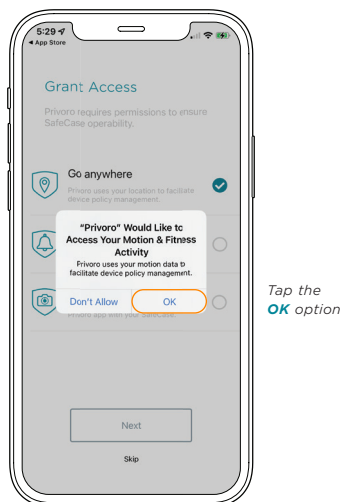 5:29
App Store
Grant Access
Privoro requires permissions to ensure
SafeCase operability.
Go anywhere
Privoro uses your location to faciliate
device policy management.
"Privoro" Would Like to
Access Your Motion & Fitness
Activity
Privoro uses your motion data to
facilitate device policy management.
Don't Allow OK
Privoro app with your SafeCase.
Next
Skip
Tap the
OK option